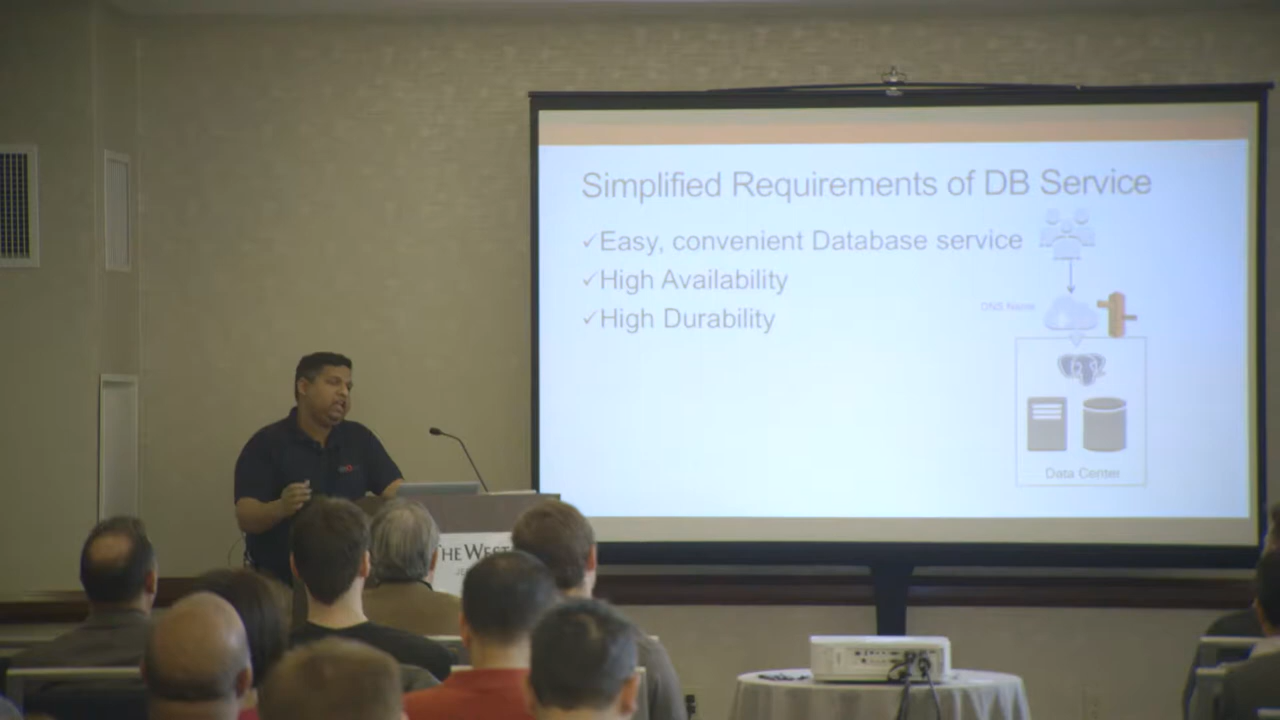 Simplified Requirements of DB Service
✓Easy, convenient Database service
✓High Availability
✓High Durability
DNS Name
Data Center
THE WEST